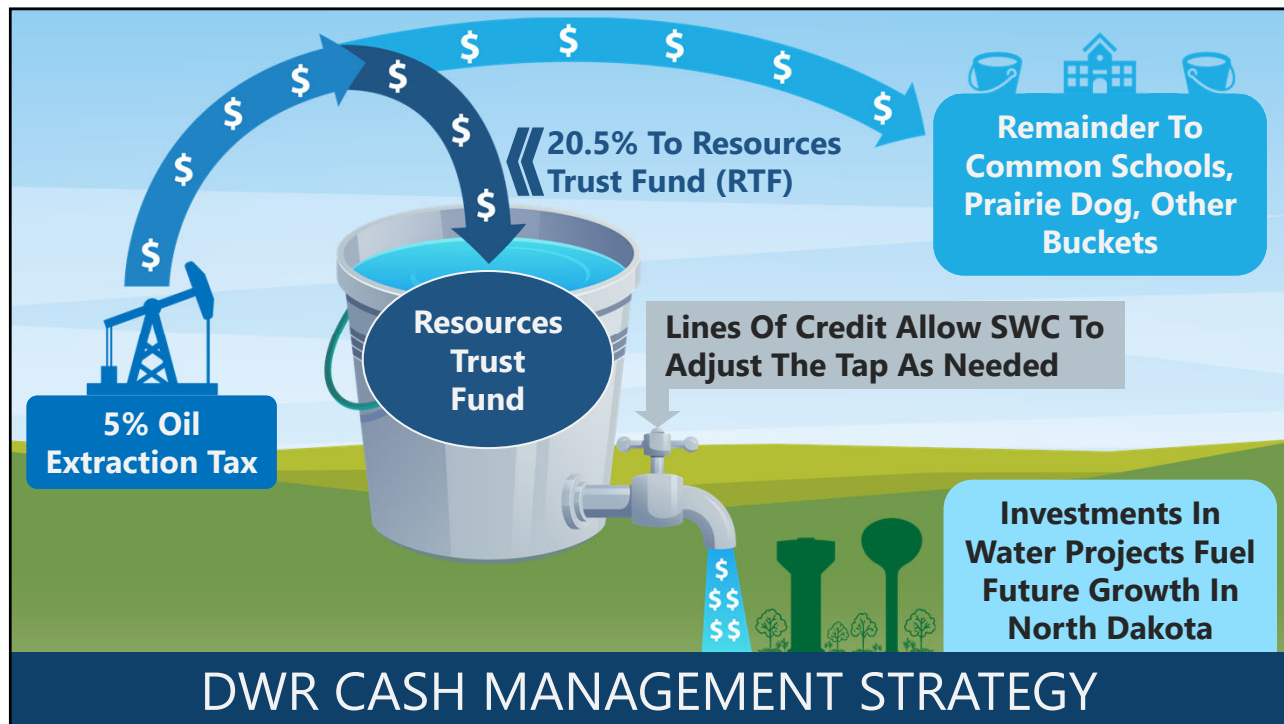 $ $ $ $ $
$ $ $ $
$ $ $
20.5% To Resources
Trust Fund (RTF)
Remainder To
Common Schools,
Prairie Dog, Other
Buckets
Resources
Trust
Fund
Lines Of Credit Allow SWC To
Adjust The Tap As Needed
5% Oil
Extraction Tax
$
$$
$$
Investments In
Water Projects Fuel
Future Growth In
North Dakota
DWR CASH MANAGEMENT STRATEGY